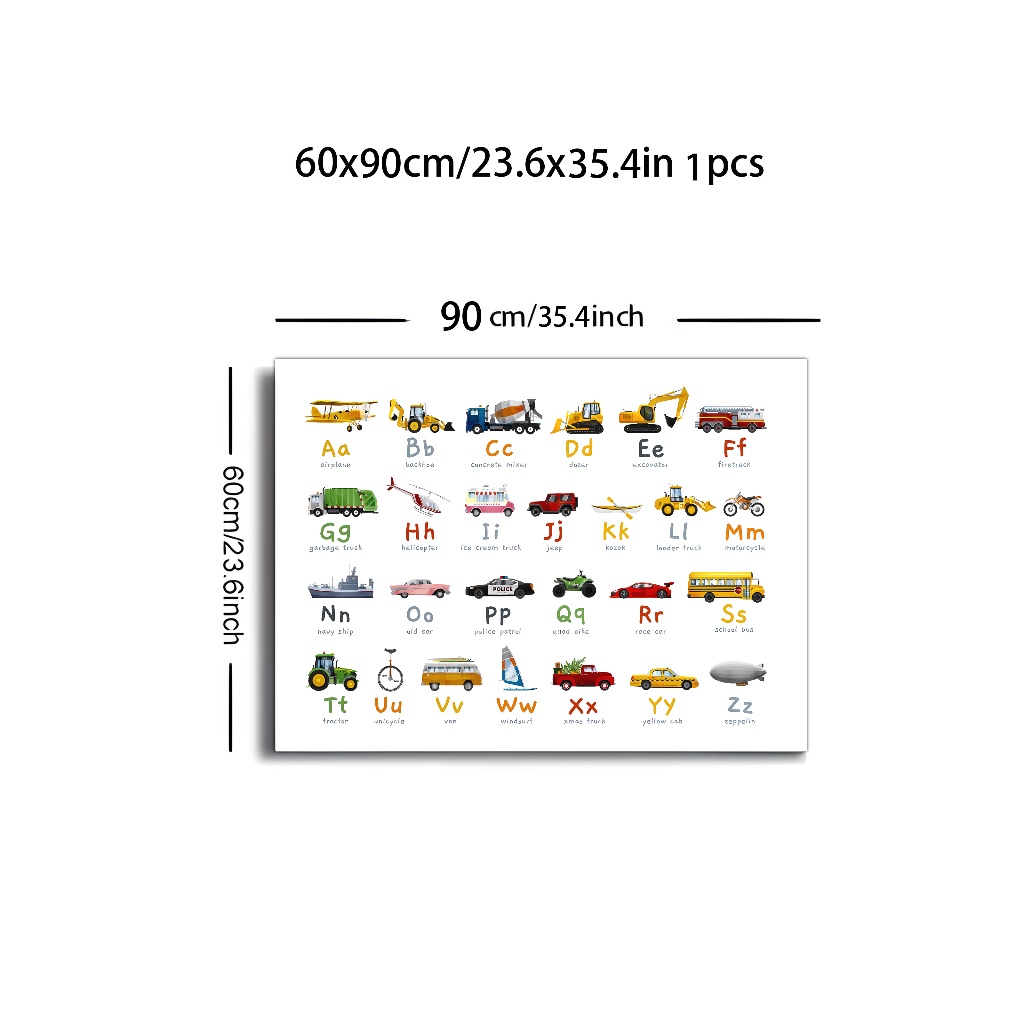 60x90cm/23.6x35.4in 1pcs
90 cm/35.4inch
60cm/23.6inch
Aa Bb Cc Dd Ee Ff
airplane backhoe concrete mixer dozer excavator firetruck
Gg Hh Ii Jj Kk Ll Mm
garbage truck helicopter ice cream truck jeep kazak loader truck motorcycle
POLICE
Nn Oo Pp Qq Rr Ss
navy ship old car police patrol quad bike race car school bus
Tt Uu Vv Ww Xx Yy Zz
tractor unicycle van windsurf xmas truck yellow cab zeppelin